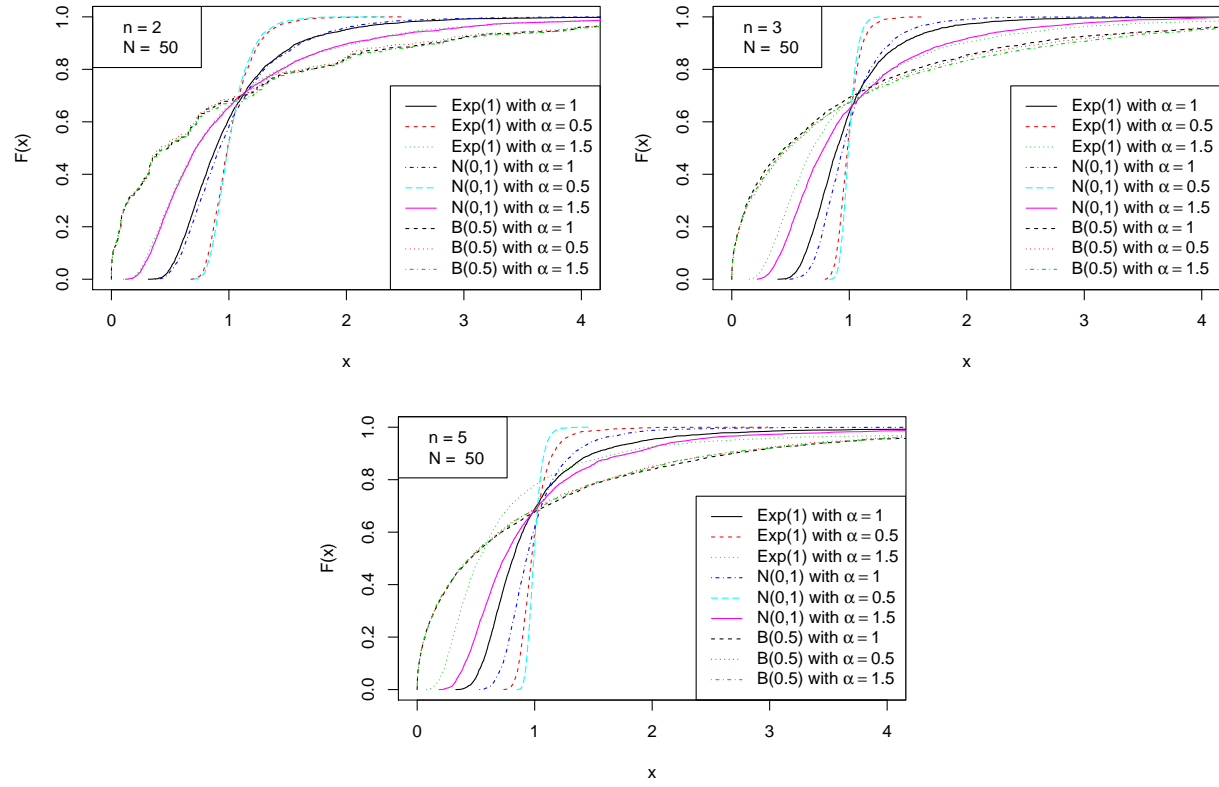 n = 2
N = 50
F(x)
0.0 0.2 0.4 0.6 0.8 1.0
Exp(1) with α = 1
Exp(1) with α = 0.5
Exp(1) with α = 1.5
N(0,1) with α = 1
N(0,1) with α = 0.5
N(0,1) with α = 1.5
B(0.5) with α = 1
B(0.5) with α = 0.5
B(0.5) with α = 1.5
0 1 2 3 4
x
n = 3
N = 50
F(x)
0.0 0.2 0.4 0.6 0.8 1.0
Exp(1) with α = 1
Exp(1) with α = 0.5
Exp(1) with α = 1.5
N(0,1) with α = 1
N(0,1) with α = 0.5
N(0,1) with α = 1.5
B(0.5) with α = 1
B(0.5) with α = 0.5
B(0.5) with α = 1.5
0 1 2 3 4
x
n = 5
N = 50
F(x)
0.0 0.2 0.4 0.6 0.8 1.0
Exp(1) with α = 1
Exp(1) with α = 0.5
Exp(1) with α = 1.5
N(0,1) with α = 1
N(0,1) with α = 0.5
N(0,1) with α = 1.5
B(0.5) with α = 1
B(0.5) with α = 0.5
B(0.5) with α = 1.5
0 1 2 3 4
x